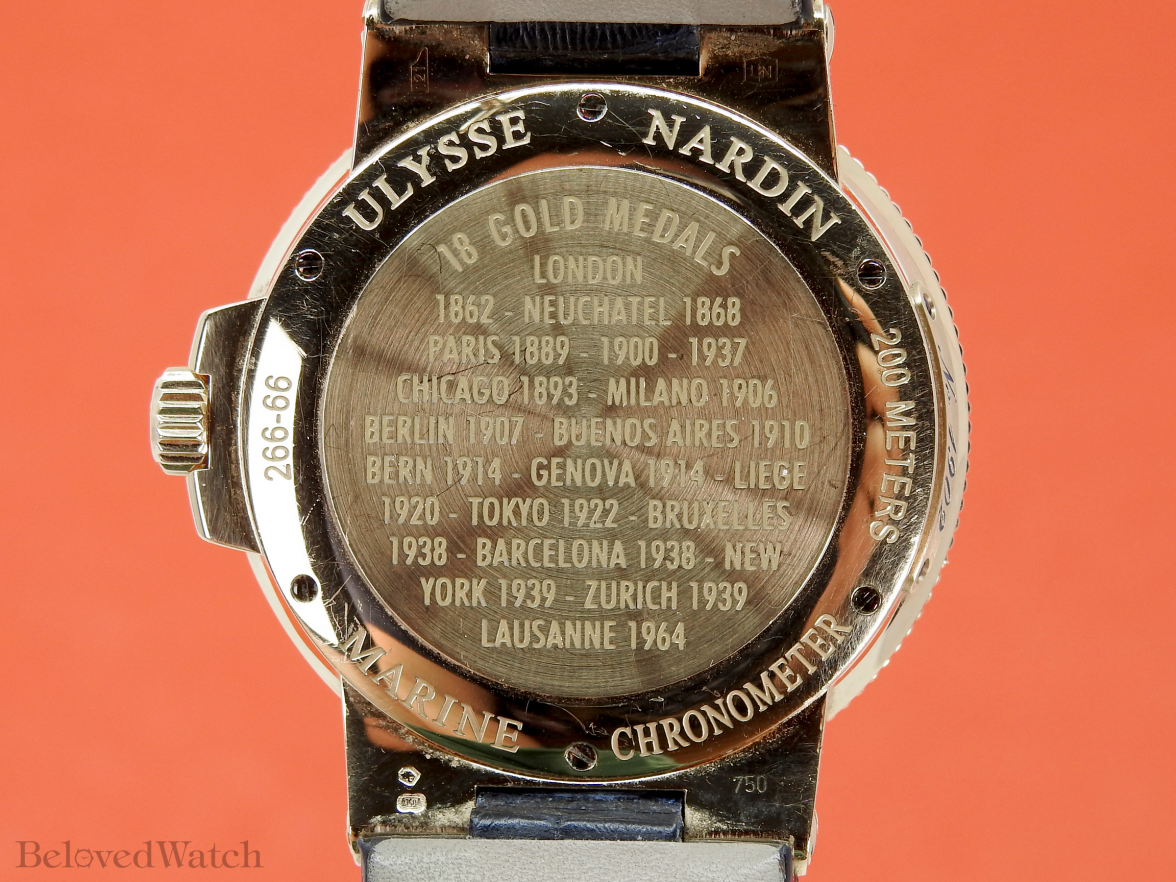 21
UN
ULYSSE NARDIN
18 GOLD MEDALS
LONDON
1862 - NEUCHATEL 1868
PARIS 1889 - 1900 - 1937
CHICAGO 1893 - MILANO 1906
BERLIN 1907 - BUENOS AIRES 1910
BERN 1914 - GENOVA 1914 - LIEGE
1920 - TOKYO 1922 - BRUXELLES
1938 - BARCELONA 1938 - NEW
YORK 1939 - ZURICH 1939
LAUSANNE 1964
266-66
200 METERS
MARINE CHRONOMETER
750
BelovedWatch